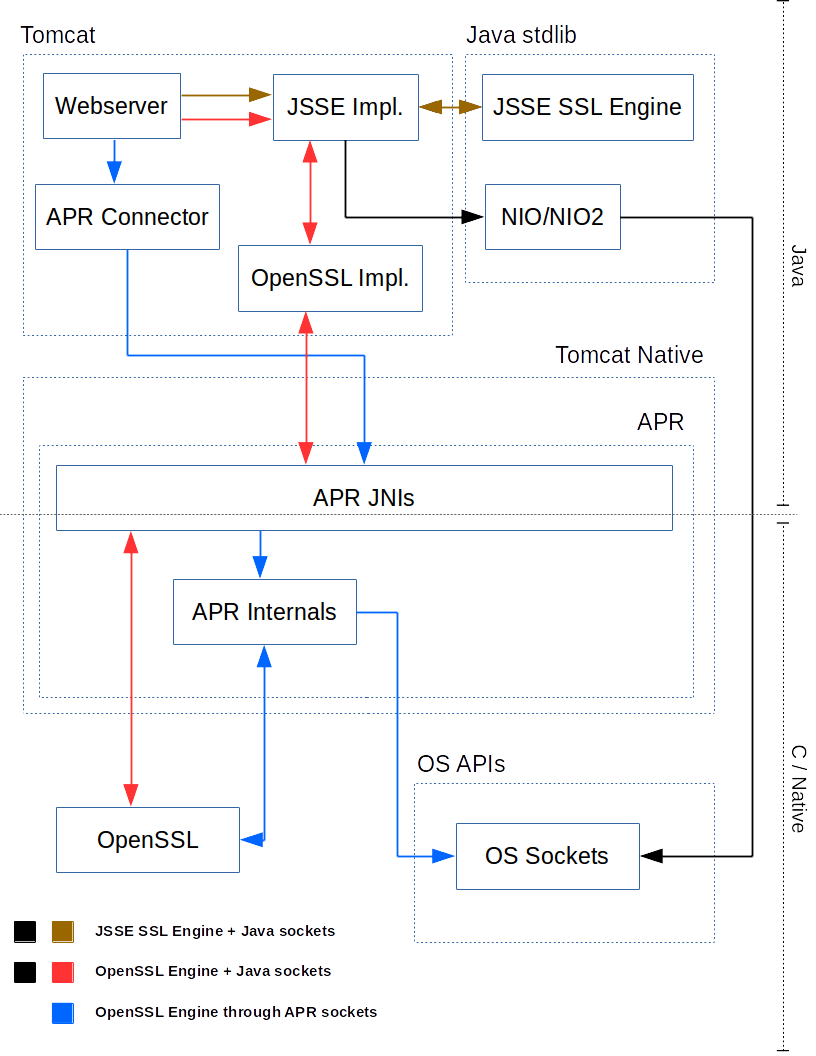 Tomcat
Java stdlib
Webserver
JSSE Impl.
JSSE SSL Engine
APR Connector
NIO/NIO2
OpenSSL Impl.
Java
Tomcat Native
APR
APR JNIs
APR Internals
OS APIs
C / Native
OpenSSL
OS Sockets
JSSE SSL Engine + Java sockets
OpenSSL Engine + Java sockets
OpenSSL Engine through APR sockets